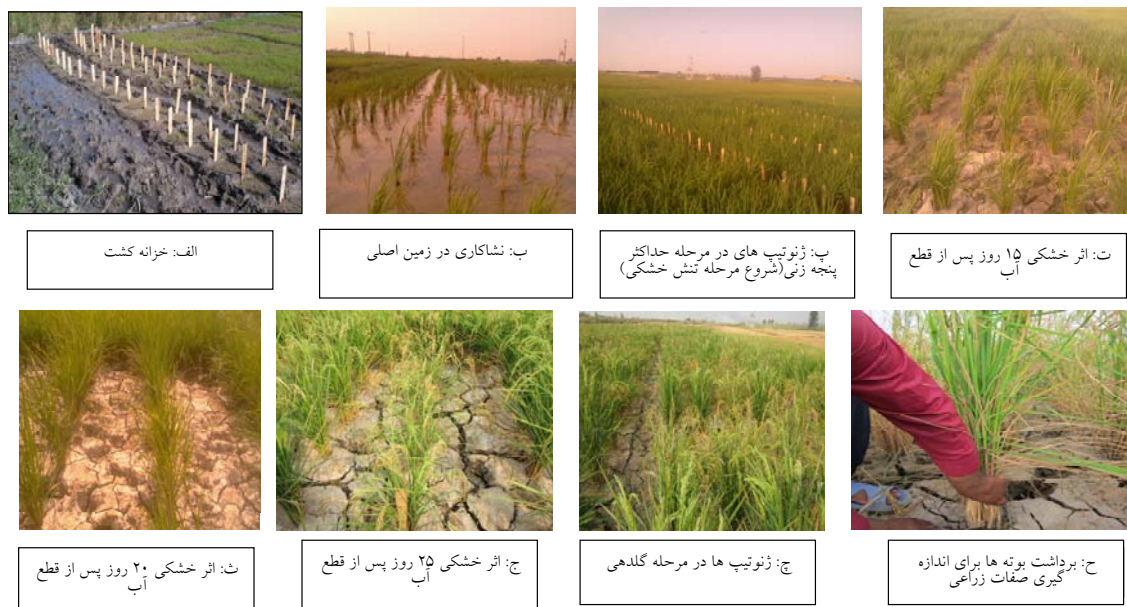 الف: خزانه کشت
ب: نشاکاری در زمین اصلی
پ: ژنوتیپ های در مرحله حداکثر
پنجه زنی(شروع مرحله تنش خشکی)
ت: اثر خشکی ۱۵ روز پس از قطع
آب
ث: اثر خشکی ۲۰ روز پس از قطع
آب
ج: اثر خشکی ۲۵ روز پس از قطع
آب
چ: ژنوتیپ ها در مرحله گلدهی
ح: برداشت بوته ها برای اندازه
گیری صفات زراعی